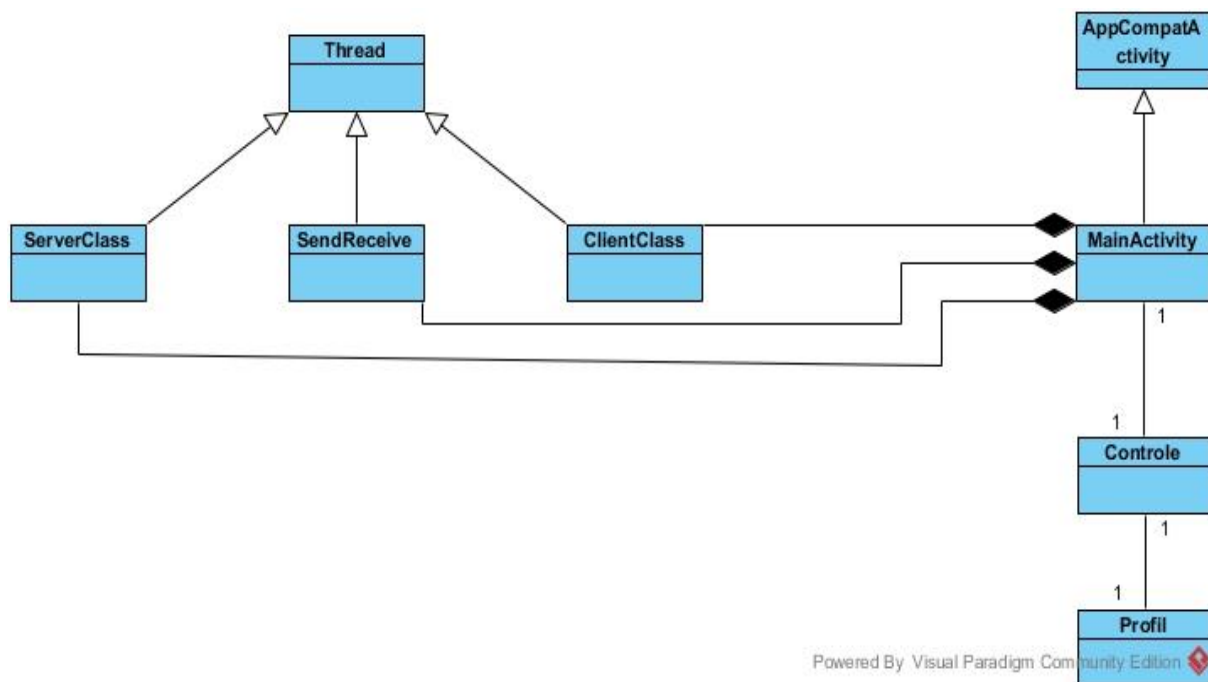 Thread
AppCompatA
ctivity
ServerClass
SendReceive
ClientClass
MainActivity
1
1
Controle
1
1
Profil
Powered By Visual Paradigm Community Edition